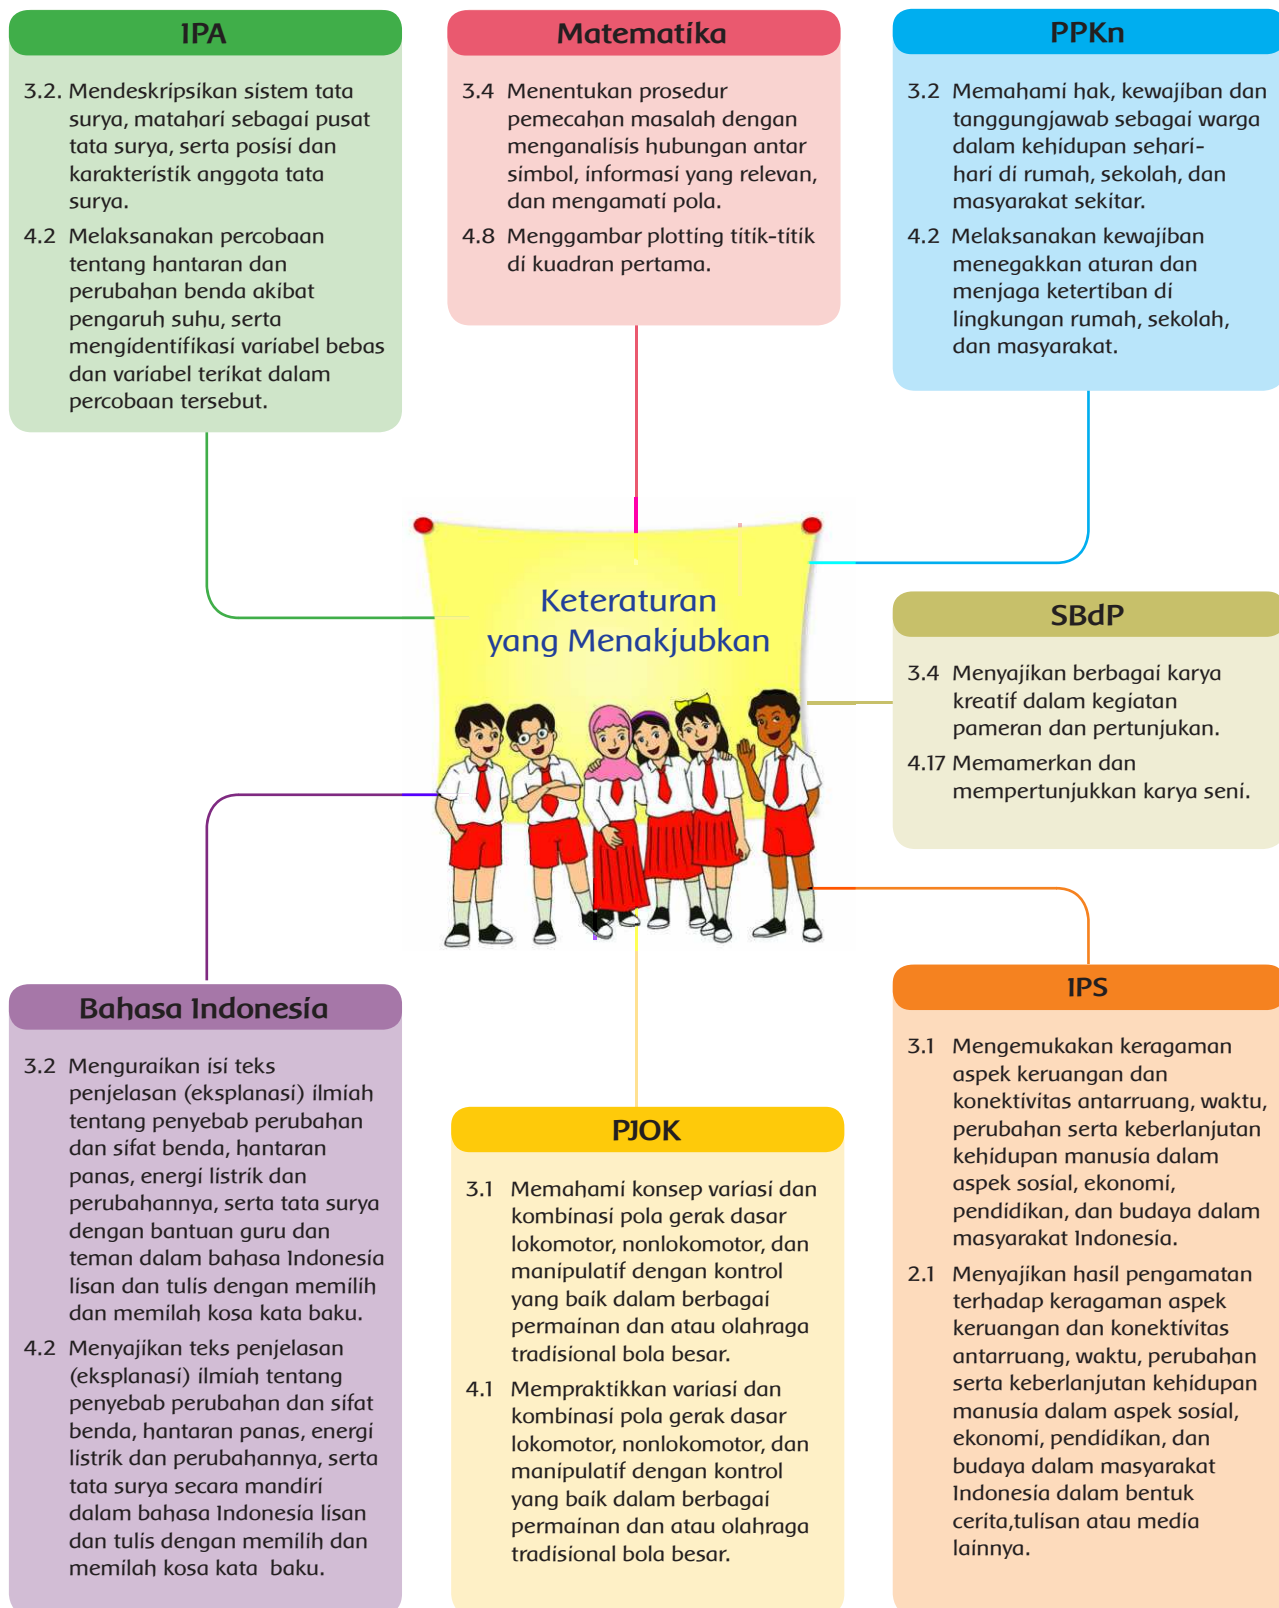 IPA
3.2. Mendeskripsikan sistem tata
surya, matahari sebagai pusat
tata surya, serta posisi dan
karakteristik anggota tata
surya.
4.2 Melaksanakan percobaan
tentang hantaran dan
perubahan benda akibat
pengaruh suhu, serta
mengidentifikasi variabel bebas
dan variabel terikat dalam
percobaan tersebut.
Matematika
3.4 Menentukan prosedur
pemecahan masalah dengan
menganalisis hubungan antar
simbol, informasi yang relevan,
dan mengamati pola.
4.8 Menggambar plotting titik-titik
di kuadran pertama.
PPKn
3.2 Memahami hak, kewajiban dan
tanggungjawab sebagai warga
dalam kehidupan sehari-
hari di rumah, sekolah, dan
masyarakat sekitar.
4.2 Melaksanakan kewajiban
menegakkan aturan dan
menjaga ketertiban di
lingkungan rumah, sekolah,
dan masyarakat.
Keteraturan
yang Menakjubkan
SBdP
3.4 Menyajikan berbagai karya
kreatif dalam kegiatan
pameran dan pertunjukan.
4.17 Memamerkan dan
mempertunjukkan karya seni.
Bahasa Indonesia
3.2 Menguraikan isi teks
penjelasan (eksplanasi) ilmiah
tentang penyebab perubahan
dan sifat benda, hantaran
panas, energi listrik dan
perubahannya, serta tata surya
dengan bantuan guru dan
teman dalam bahasa Indonesia
lisan dan tulis dengan memilih
dan memilah kosa kata baku.
4.2 Menyajikan teks penjelasan
(eksplanasi) ilmiah tentang
penyebab perubahan dan sifat
benda, hantaran panas, energi
listrik dan perubahannya, serta
tata surya secara mandiri
dalam bahasa Indonesia lisan
dan tulis dengan memilih dan
memilah kosa kata baku.
PJOK
3.1 Memahami konsep variasi dan
kombinasi pola gerak dasar
lokomotor, nonlokomotor, dan
manipulatif dengan kontrol
yang baik dalam berbagai
permainan dan atau olahraga
tradisional bola besar.
4.1 Mempraktikkan variasi dan
kombinasi pola gerak dasar
lokomotor, nonlokomotor, dan
manipulatif dengan kontrol
yang baik dalam berbagai
permainan dan atau olahraga
tradisional bola besar.
IPS
3.1 Mengemukakan keragaman
aspek keruangan dan
konektivitas antarruang, waktu,
perubahan serta keberlanjutan
kehidupan manusia dalam
aspek sosial, ekonomi,
pendidikan, dan budaya dalam
masyarakat Indonesia.
2.1 Menyajikan hasil pengamatan
terhadap keragaman aspek
keruangan dan konektivitas
antarruang, waktu, perubahan
serta keberlanjutan kehidupan
manusia dalam aspek sosial,
ekonomi, pendidikan, dan
budaya dalam masyarakat
Indonesia dalam bentuk
cerita,tulisan atau media
lainnya.